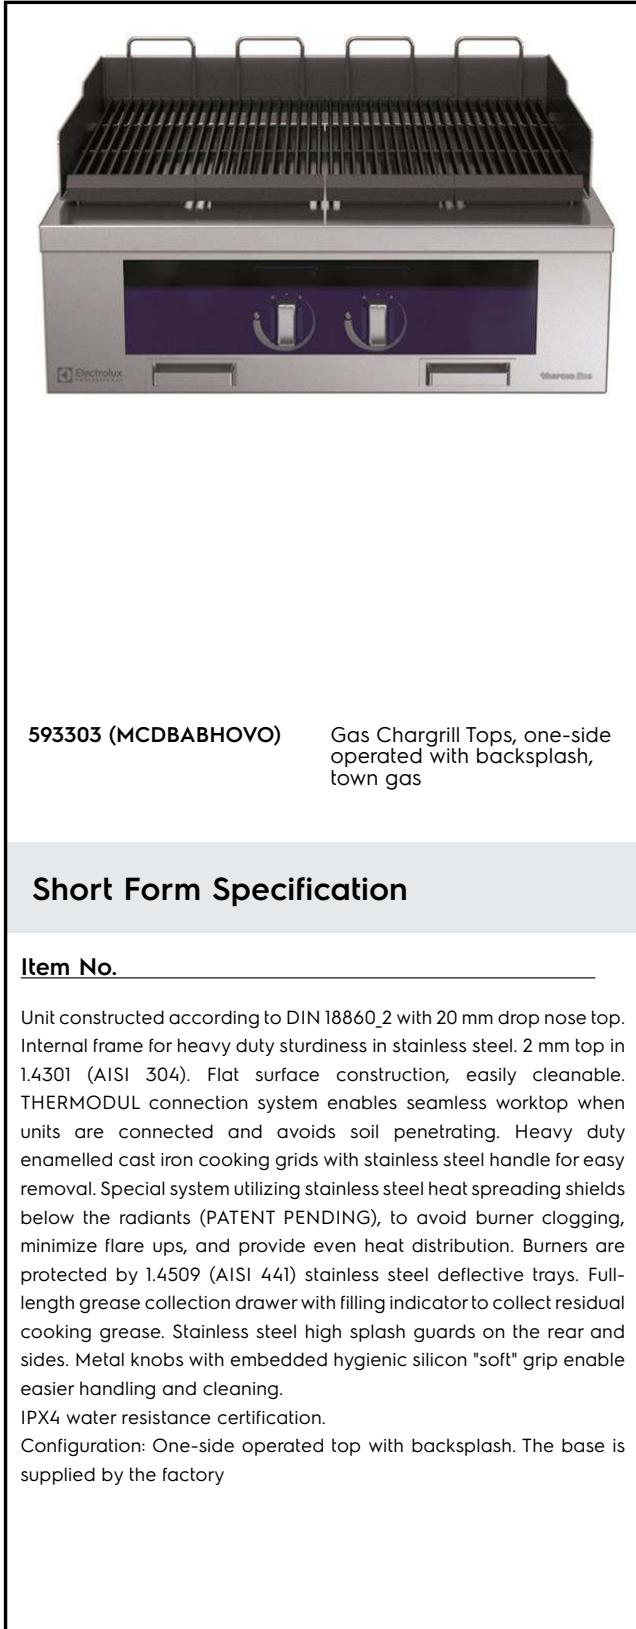 Electrolux
PROFESSIONAL
thermaline
593303 (MCDBABHOVO)
Gas Chargrill Tops, one-side
operated with backsplash,
town gas
Short Form Specification
Item No.
Unit constructed according to DIN 18860_2 with 20 mm drop nose top.
Internal frame for heavy duty sturdiness in stainless steel. 2 mm top in
1.4301 (AISI 304). Flat surface construction, easily cleanable.
THERMODUL connection system enables seamless worktop when
units are connected and avoids soil penetrating. Heavy duty
enamelled cast iron cooking grids with stainless steel handle for easy
removal. Special system utilizing stainless steel heat spreading shields
below the radiants (PATENT PENDING), to avoid burner clogging,
minimize flare ups, and provide even heat distribution. Burners are
protected by 1.4509 (AISI 441) stainless steel deflective trays. Full-
length grease collection drawer with filling indicator to collect residual
cooking grease. Stainless steel high splash guards on the rear and
sides. Metal knobs with embedded hygienic silicon "soft" grip enable
easier handling and cleaning.
IPX4 water resistance certification.
Configuration: One-side operated top with backsplash. The base is
supplied by the factory